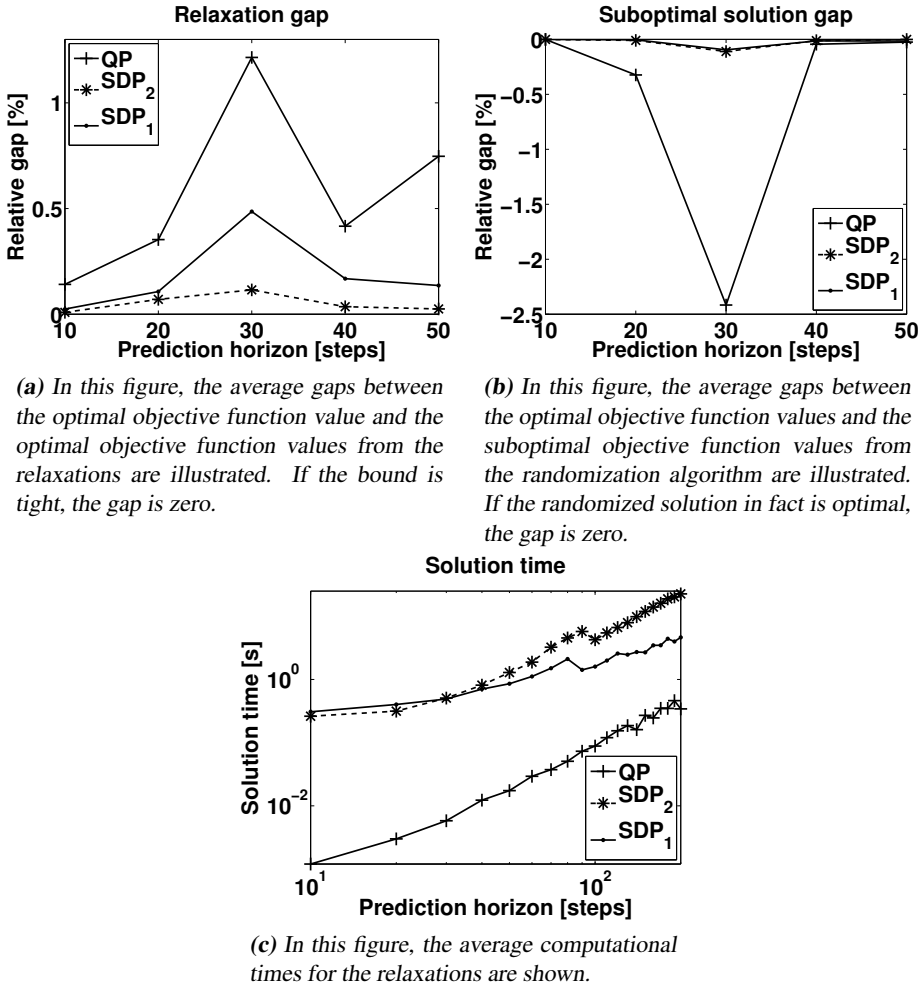 Relaxation gap
Relative gap [%]
1
0.5
0
QP
SDP2
SDP1
10 20 30 40 50
Prediction horizon [steps]
(a) In this figure, the average gaps between
the optimal objective function value and the
optimal objective function values from the
relaxations are illustrated. If the bound is
tight, the gap is zero.
Suboptimal solution gap
Relative gap [%]
0
−0.5
−1
−1.5
−2
−2.5
QP
SDP2
SDP1
10 20 30 40 50
Prediction horizon [steps]
(b) In this figure, the average gaps between
the optimal objective function values and the
suboptimal objective function values from
the randomization algorithm are illustrated.
If the randomized solution in fact is optimal,
the gap is zero.
Solution time
Solution time [s]
10^0
10^−2
QP
SDP2
SDP1
10^1 10^2
Prediction horizon [steps]
(c) In this figure, the average computational
times for the relaxations are shown.